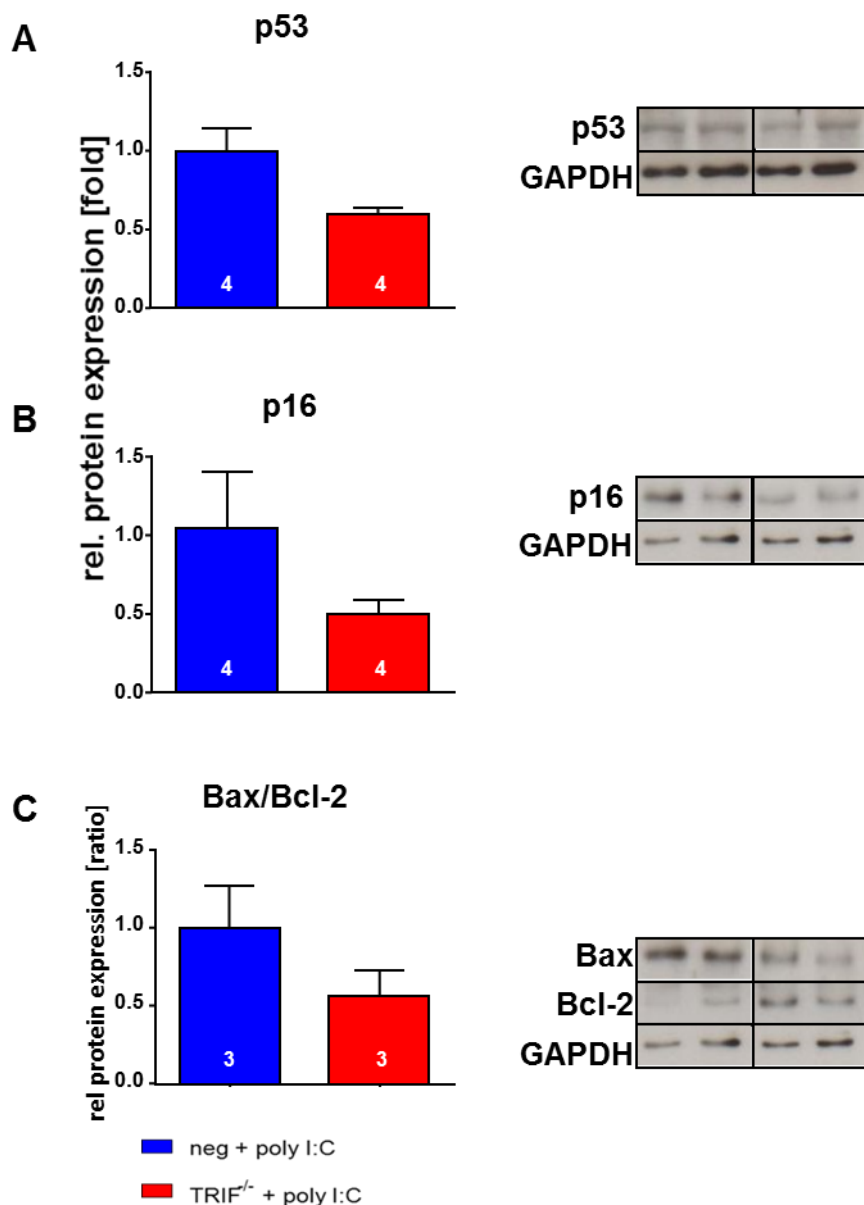 A
p53
rel. protein expression [fold]
1.5
1.0
0.5
0.0
4
4
p53
GAPDH
B
p16
1.5
1.0
0.5
0.0
4
4
p16
GAPDH
C
Bax/Bcl-2
rel protein expression [ratio]
1.5
1.0
0.5
0.0
3
3
Bax
Bcl-2
GAPDH
neg + poly I:C
TRIF-/- + poly I:C